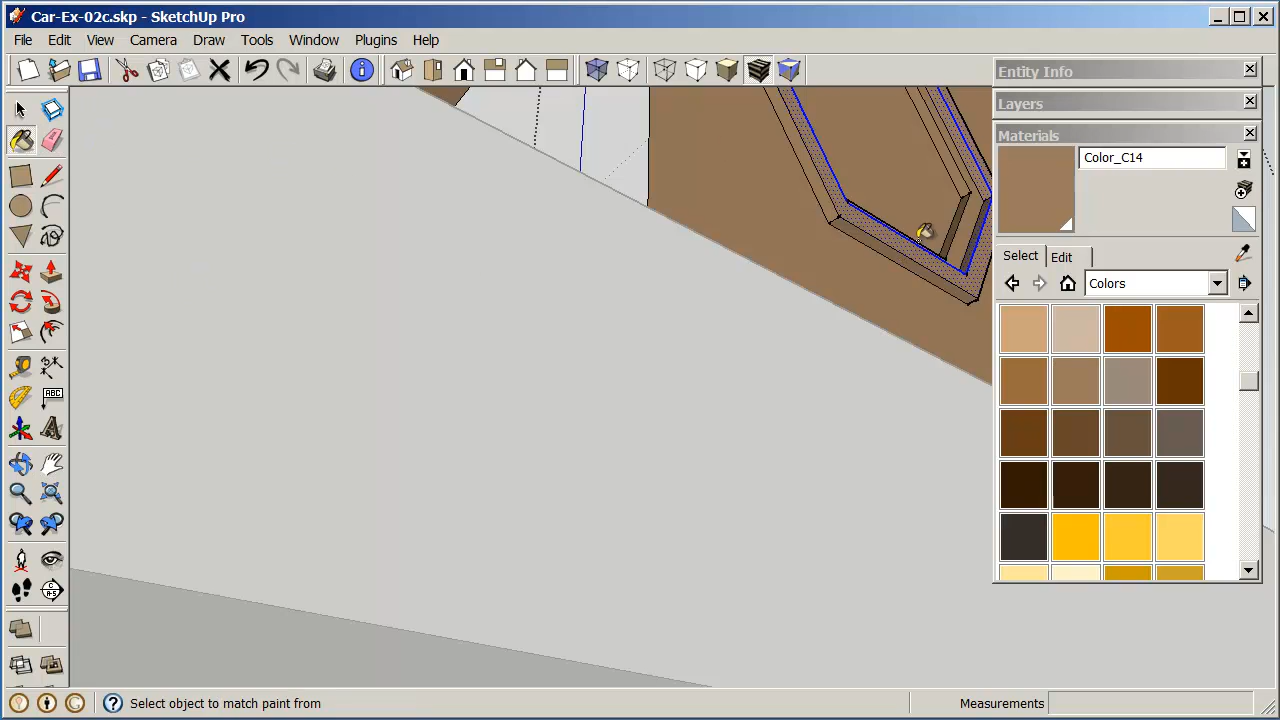 Car-Ex-02c.skp - SketchUp Pro
File Edit View Camera Draw Tools Window Plugins Help
Entity Info
Layers
Materials
Color_C14
Select Edit
Colors
ABC
Select object to match paint from
Measurements